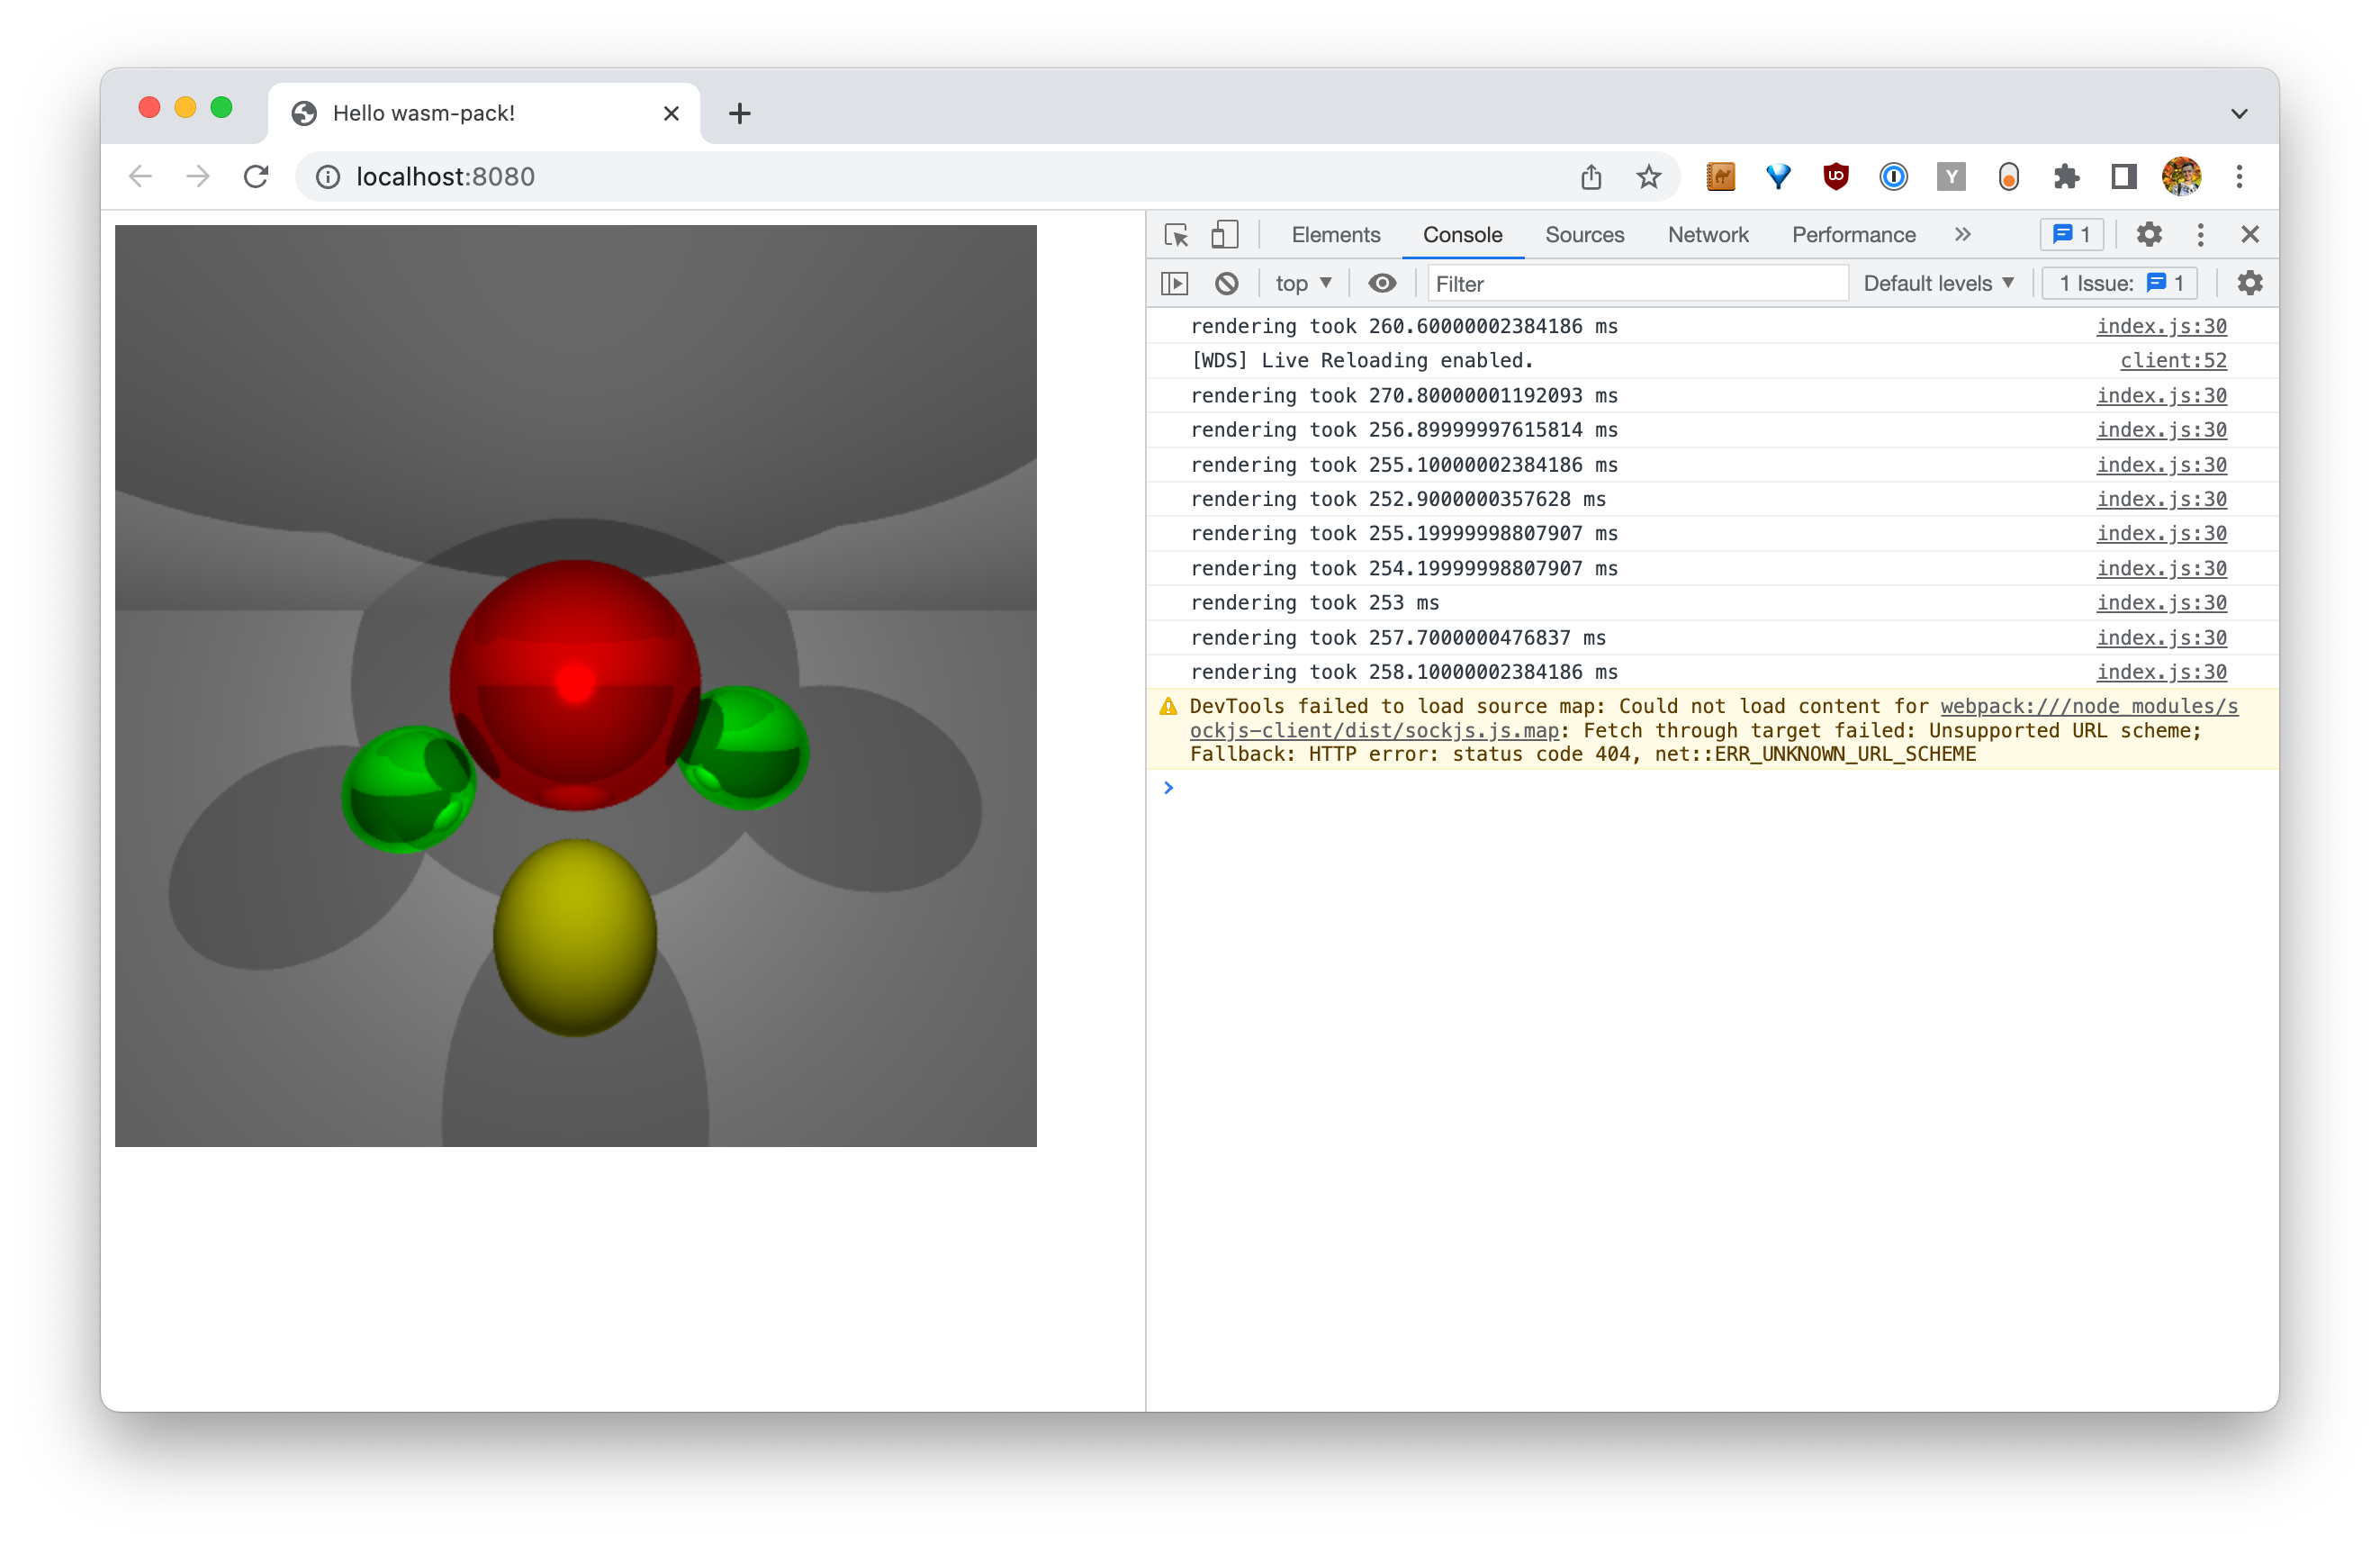 Hello wasm-pack!
localhost:8080
Y
Elements Console Sources Network Performance 1
top Filter Default levels 1 Issue: 1
rendering took 260.60000002384186 ms index.js:30
[WDS] Live Reloading enabled. client:52
rendering took 270.80000001192093 ms index.js:30
rendering took 256.89999997615814 ms index.js:30
rendering took 255.10000002384186 ms index.js:30
rendering took 252.9000000357628 ms index.js:30
rendering took 255.19999998807907 ms index.js:30
rendering took 254.19999998807907 ms index.js:30
rendering took 253 ms index.js:30
rendering took 257.7000000476837 ms index.js:30
rendering took 258.10000002384186 ms index.js:30
DevTools failed to load source map: Could not load content for webpack:///node_modules/s
ockjs-client/dist/sockjs.js.map: Fetch through target failed: Unsupported URL scheme;
Fallback: HTTP error: status code 404, net::ERR_UNKNOWN_URL_SCHEME